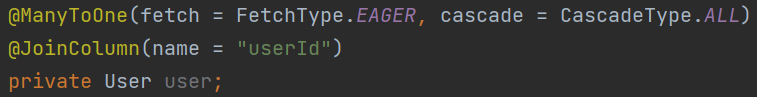 @ManyToOne(fetch = FetchType.EAGER, cascade = CascadeType.ALL)
@JoinColumn(name = "userId")
private User user;